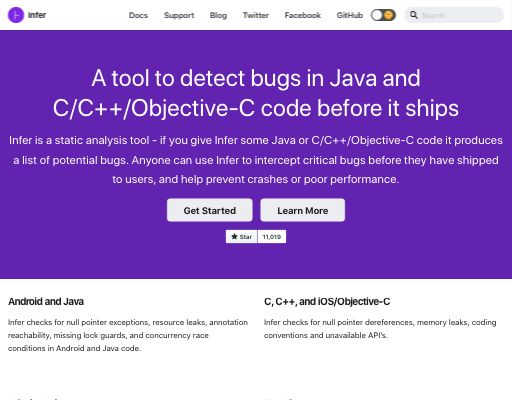 Infer
Docs Support Blog Twitter Facebook GitHub Search
A tool to detect bugs in Java and
C/C++/Objective-C code before it ships
Infer is a static analysis tool - if you give Infer some Java or C/C++/Objective-C code it produces
a list of potential bugs. Anyone can use Infer to intercept critical bugs before they have shipped
to users, and help prevent crashes or poor performance.
Get Started Learn More
Star 11,019
Android and Java
Infer checks for null pointer exceptions, resource leaks, annotation
reachability, missing lock guards, and concurrency race
conditions in Android and Java code.
C, C++, and iOS/Objective-C
Infer checks for null pointer dereferences, memory leaks, coding
conventions and unavailable API's.